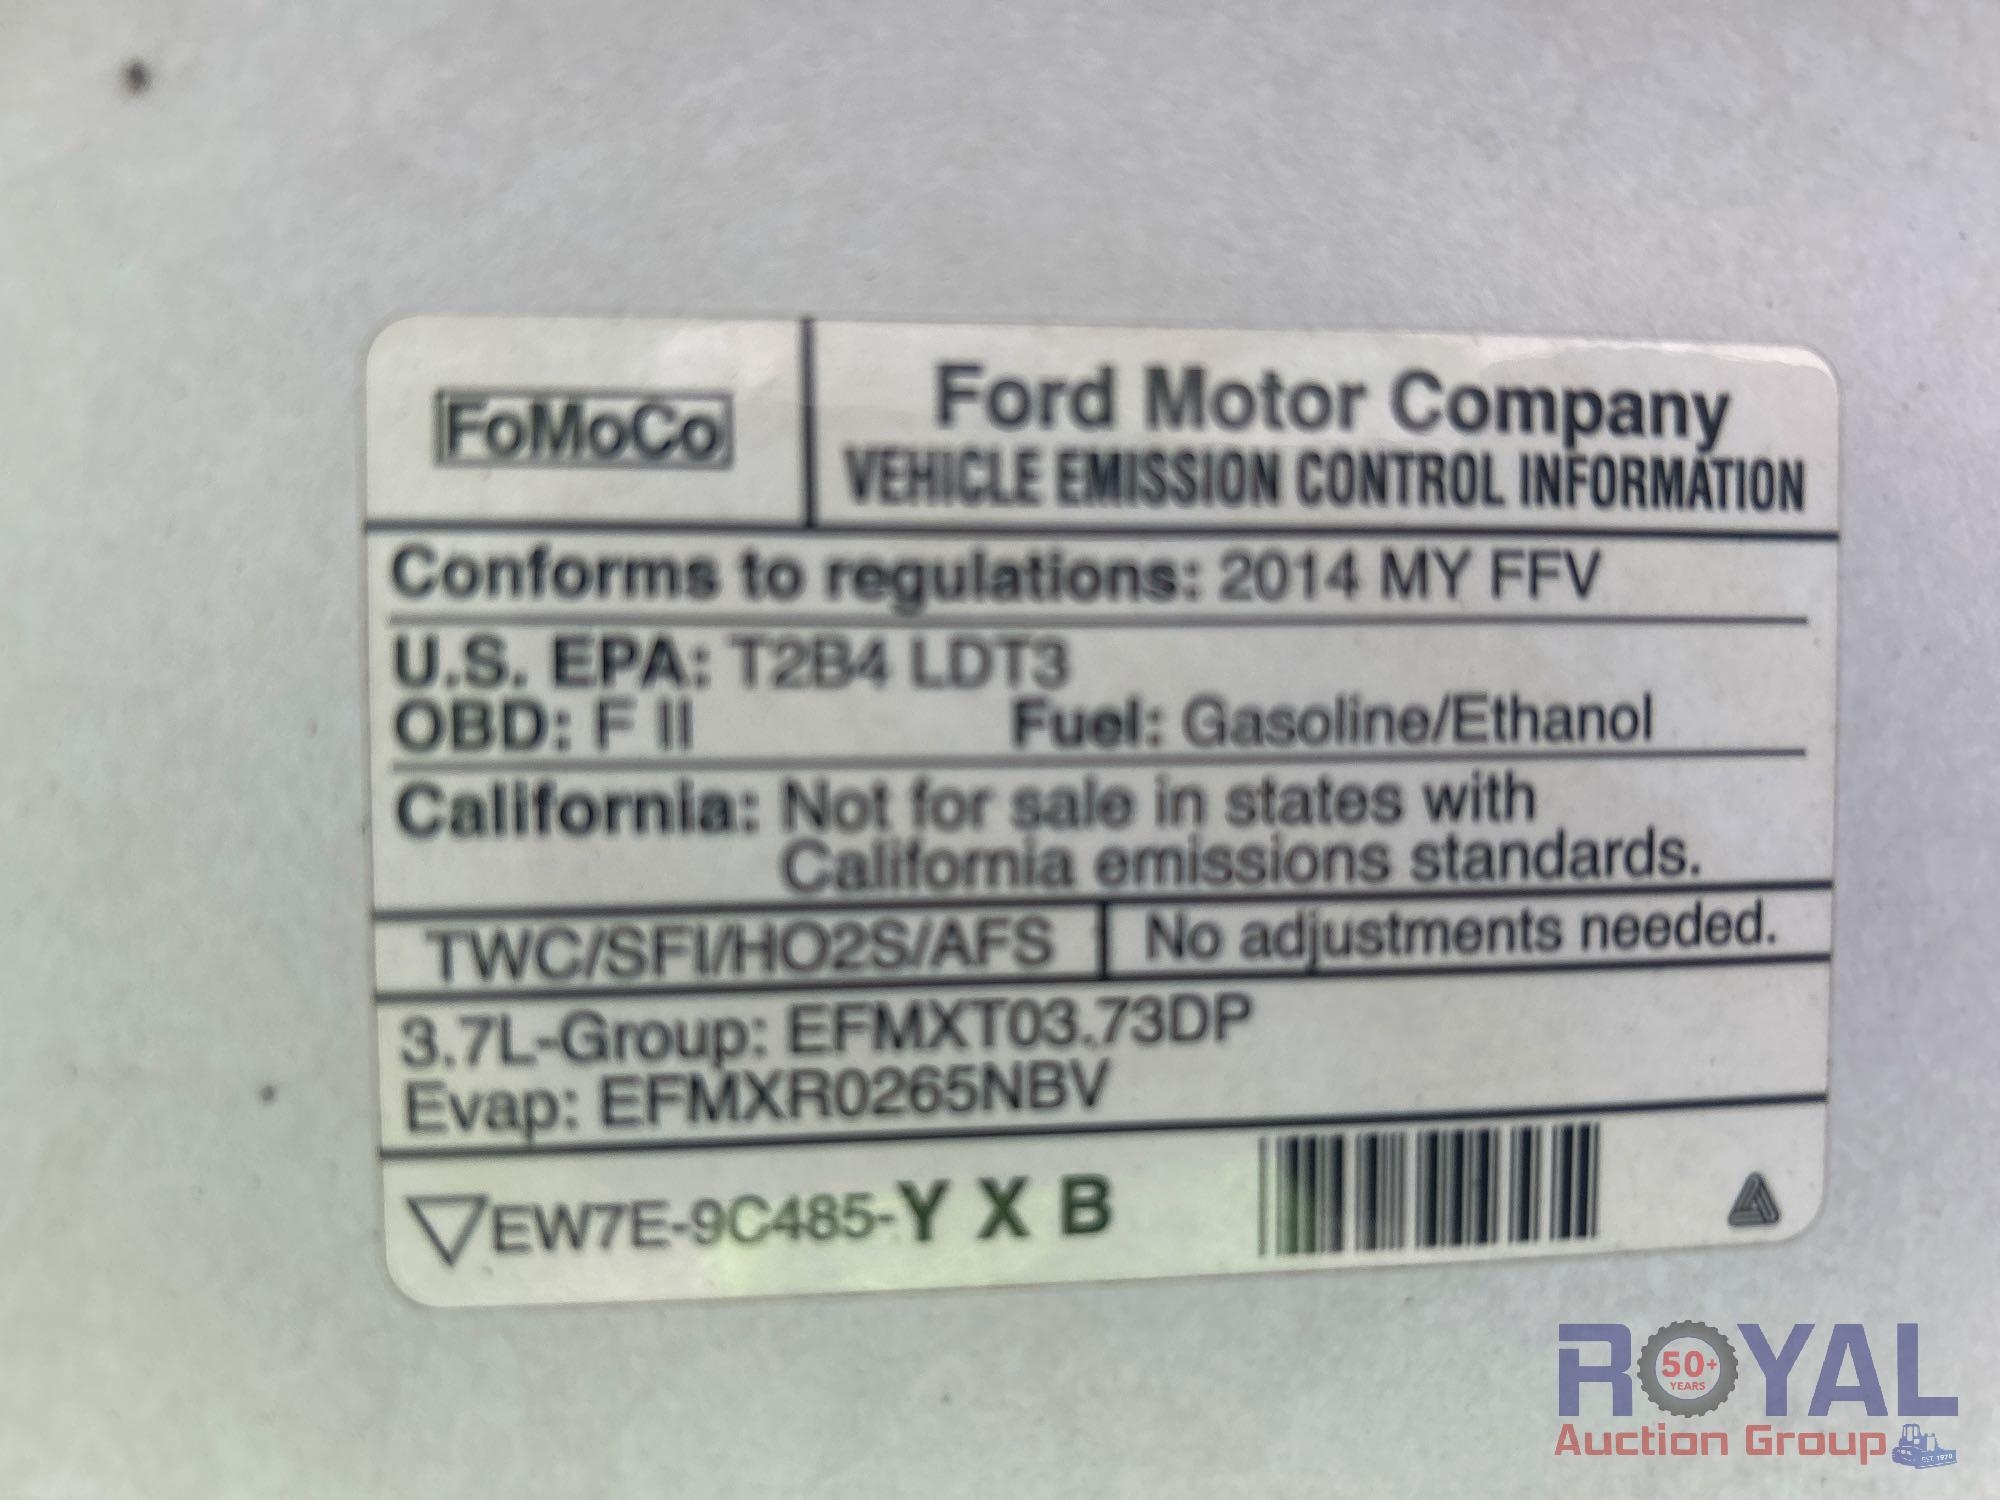 FoMoCo
Ford Motor Company
VEHICLE EMISSION CONTROL INFORMATION
Conforms to regulations: 2014 MY FFV
U.S. EPA: T2B4 LDT3
OBD: F II Fuel: Gasoline/Ethanol
California: Not for sale in states with
California emissions standards.
TWC/SFI/HO2S/AFS No adjustments needed.
3.7L-Group: EFMXT03.73DP
Evap: EFMXR0265NBV
EW7E-9C485-Y X B
ROYAL
50+
YEARS
Auction Group
EST. 1970